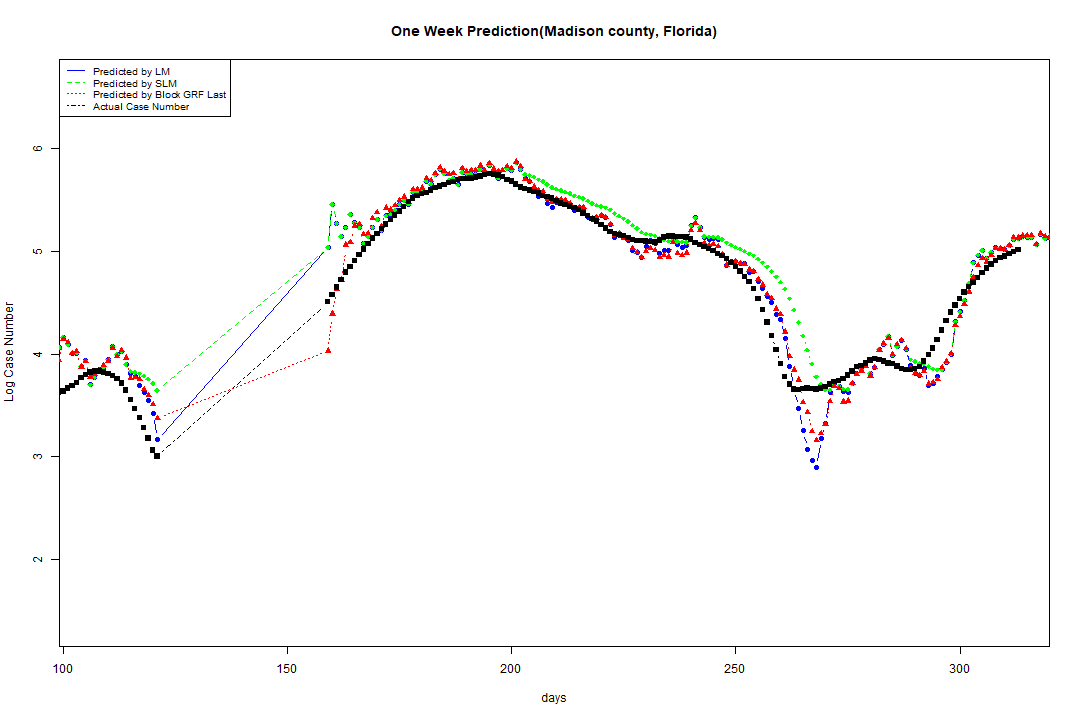 One Week Prediction(Madison county, Florida)
Predicted by LM
Predicted by SLM
Predicted by Block GRF Last
Actual Case Number
6
5
4
3
2
Log Case Number
100 150 200 250 300
days